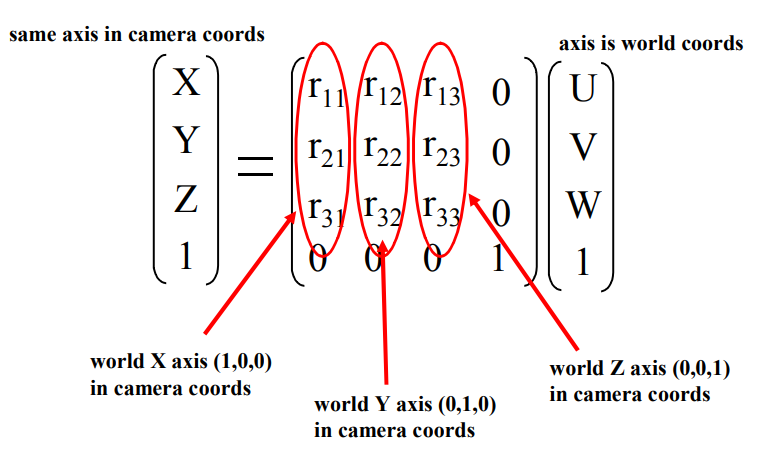 same axis in camera coords
axis is world coords
X = r11 r12 r13 0 U
Y r21 r22 r23 0 V
Z r31 r32 r33 0 W
1 0 0 0 1 1
world X axis (1,0,0)
in camera coords
world Y axis (0,1,0)
in camera coords
world Z axis (0,0,1)
in camera coords